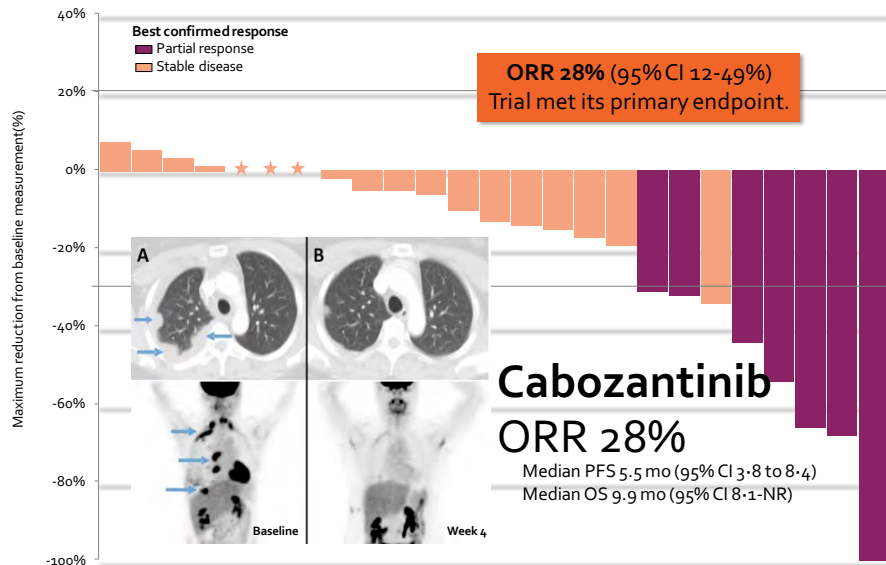 40%
Best confirmed response
Partial response
Stable disease
ORR 28% (95% CI 12-49%)
Trial met its primary endpoint.
20%
0%
-20%
-40%
-60%
-80%
-100%
Maximum reduction from baseline measurement(%)
A
B
Baseline
Week 4
Cabozantinib
ORR 28%
Median PFS 5.5 mo (95% CI 3·8 to 8·4)
Median OS 9.9 mo (95% CI 8·1-NR)